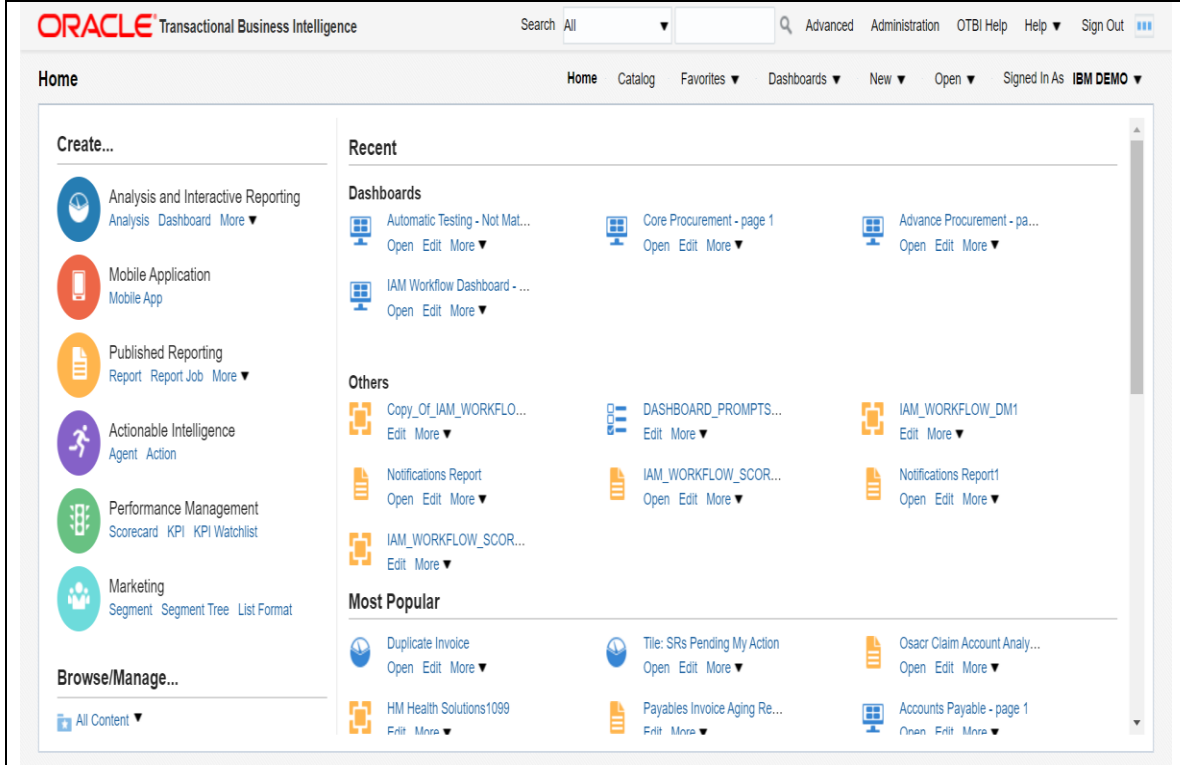 ORACLE Transactional Business Intelligence Search All Advanced Administration OTBI Help Help Sign Out
Home Home Catalog Favorites Dashboards New Open Signed In As IBM DEMO
Create...
Analysis and Interactive Reporting
Analysis Dashboard More
Mobile Application
Mobile App
Published Reporting
Report Report Job More
Actionable Intelligence
Agent Action
Performance Management
Scorecard KPI KPI Watchlist
Marketing
Segment Segment Tree List Format
Browse/Manage...
All Content
Recent
Dashboards
Automatic Testing - Not Mat... Core Procurement - page 1 Advance Procurement - pa...
Open Edit More Open Edit More Open Edit More
IAM Workflow Dashboard - ...
Open Edit More
Others
Copy_Of_IAM_WORKFLO... DASHBOARD_PROMPTS... IAM_WORKFLOW_DM1
Edit More Edit More Edit More
Notifications Report IAM_WORKFLOW_SCOR... Notifications Report1
Open Edit More Open Edit More Open Edit More
IAM_WORKFLOW_SCOR...
Edit More
Most Popular
Duplicate Invoice Tile: SRs Pending My Action Osacr Claim Account Analy...
Open Edit More Open Edit More Open Edit More
HM Health Solutions1099 Payables Invoice Aging Re... Accounts Payable - page 1
Edit More Edit More Open Edit More